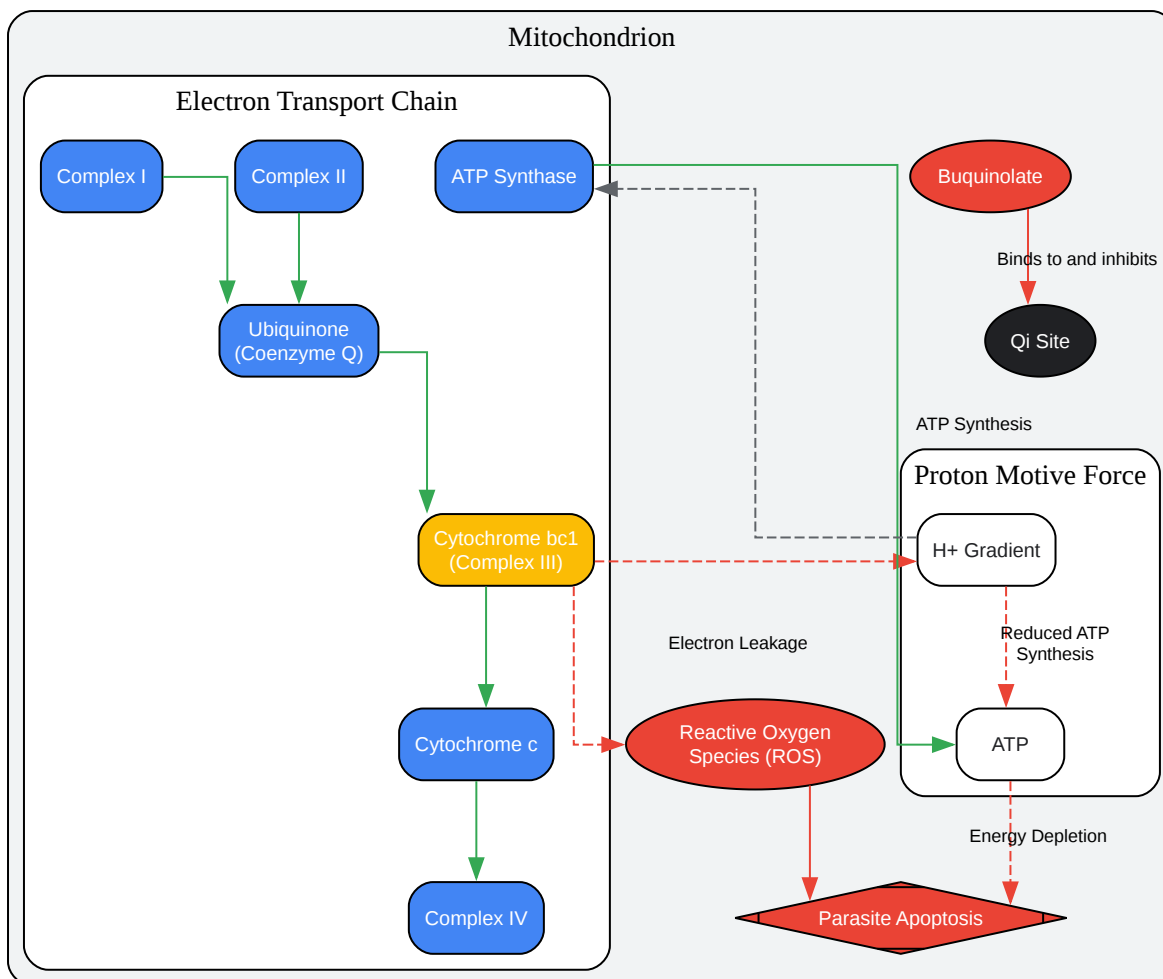 Mitochondrion
Electron Transport Chain
Complex I
Complex II
ATP Synthase
Buquinolate
Binds to and inhibits
Ubiquinone
(Coenzyme Q)
Qi Site
ATP Synthesis
Proton Motive Force
Cytochrome bc1
(Complex III)
H+ Gradient
Electron Leakage
Reduced ATP
Synthesis
Cytochrome c
Reactive Oxygen
Species (ROS)
ATP
Energy Depletion
Complex IV
Parasite Apoptosis